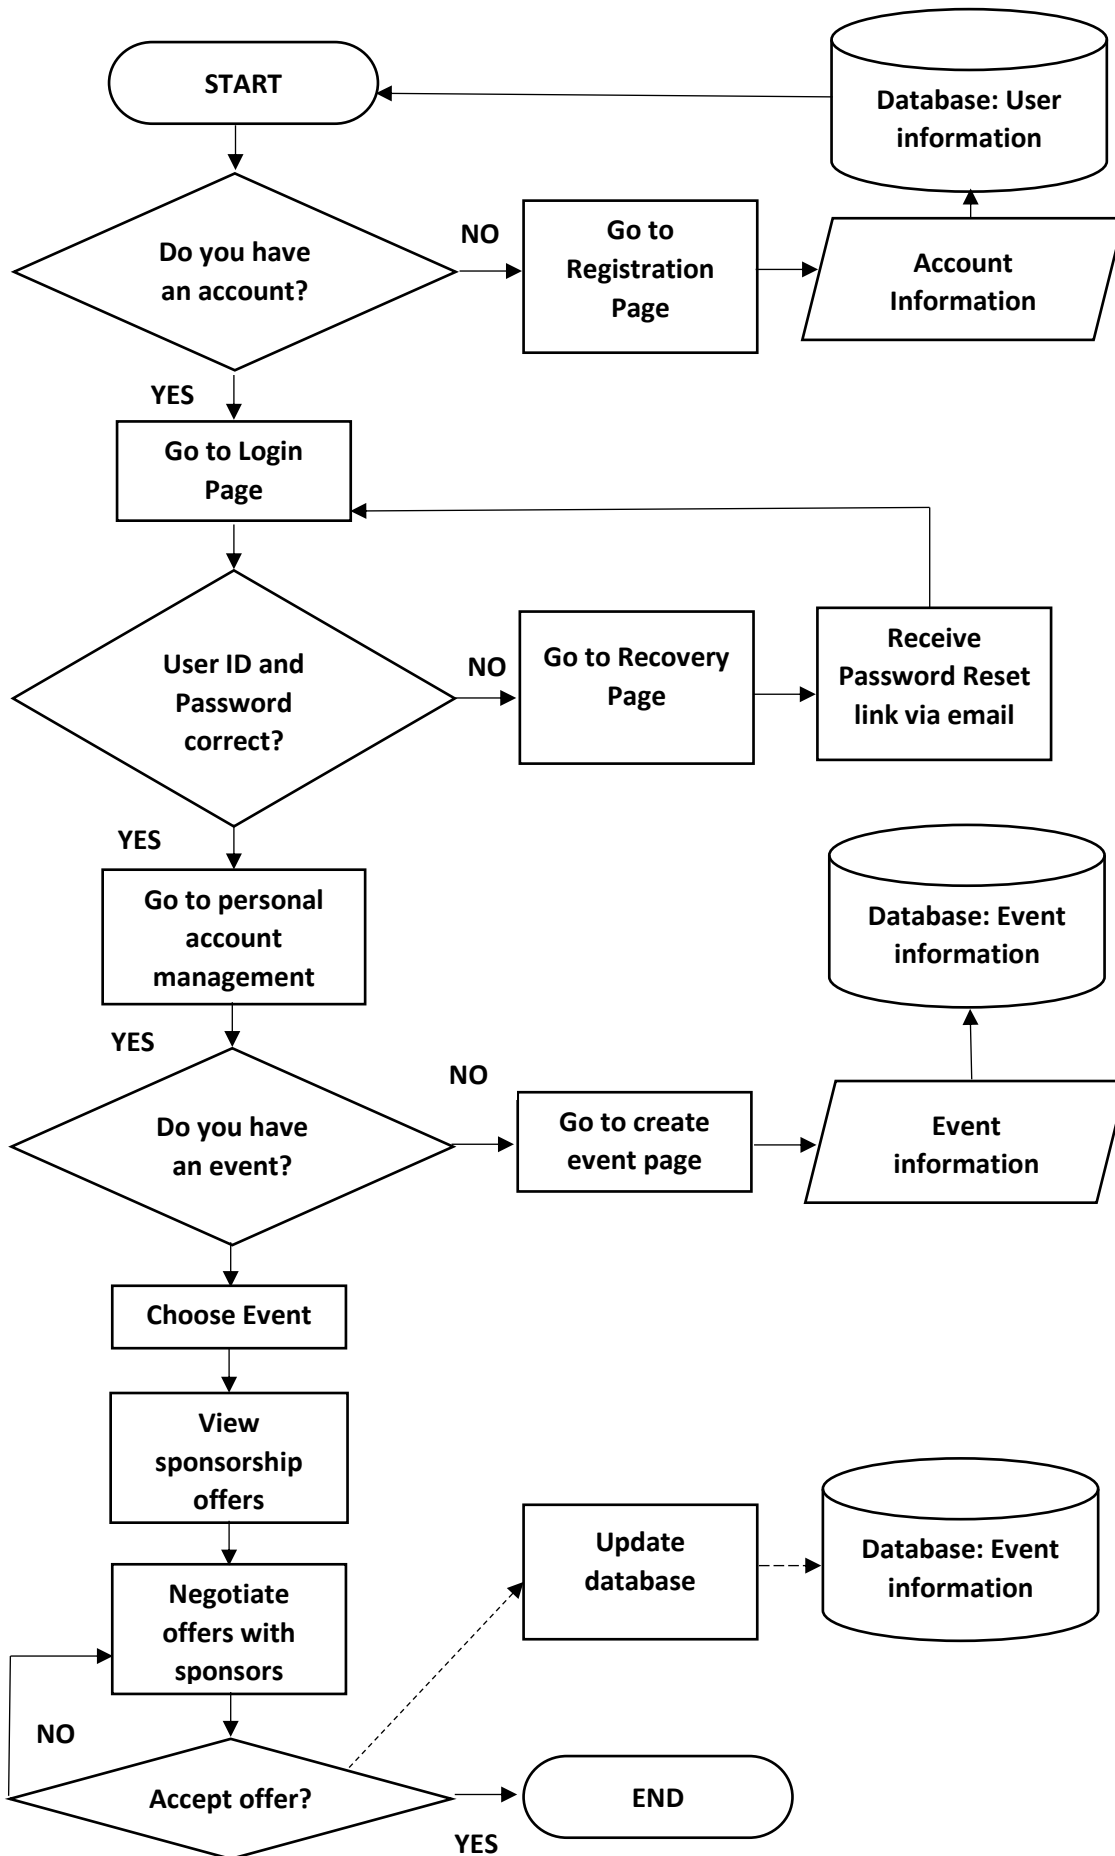 START
Database: User
information
Do you have
an account?
NO
Go to
Registration
Page
Account
Information
YES
Go to Login
Page
User ID and
Password
correct?
NO
Go to Recovery
Page
Receive
Password Reset
link via email
YES
Go to personal
account
management
Database: Event
information
YES
Do you have
an event?
NO
Go to create
event page
Event
information
Choose Event
View
sponsorship
offers
Update
database
Database: Event
information
Negotiate
offers with
sponsors
NO
Accept offer?
YES
END